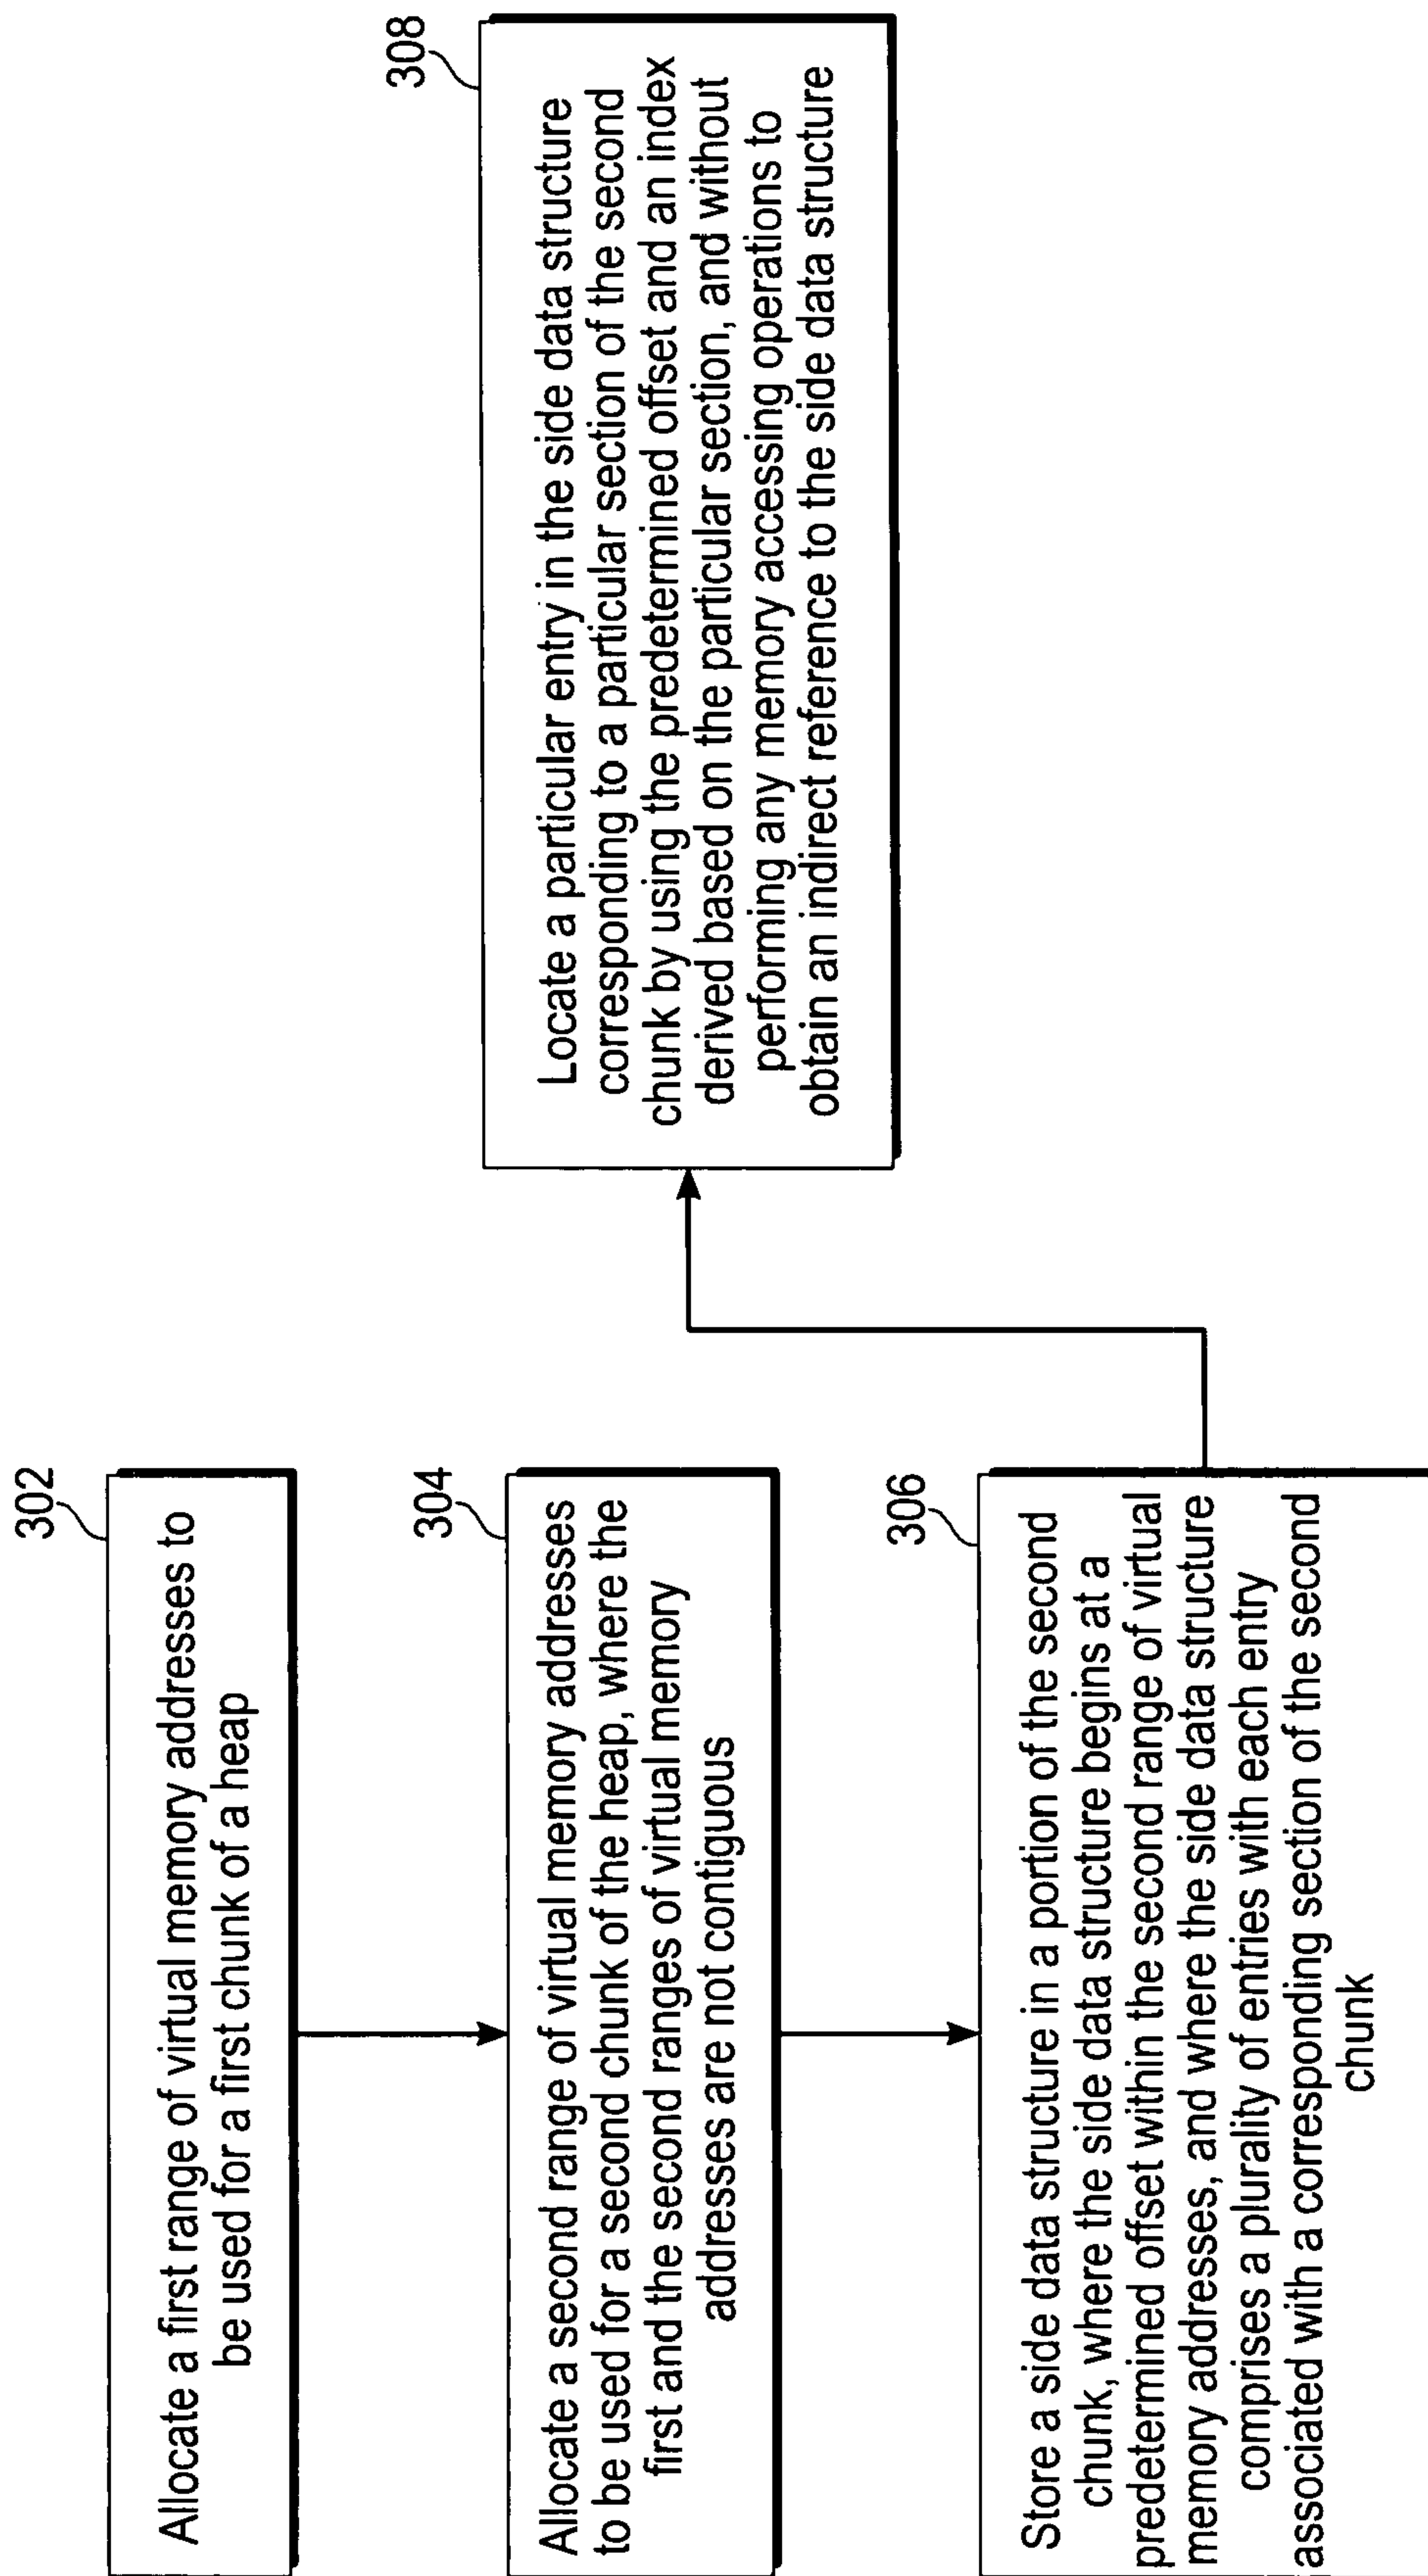 302
Allocate a first range of virtual memory addresses to
be used for a first chunk of a heap
304
Allocate a second range of virtual memory addresses
to be used for a second chunk of the heap, where the
first and the second ranges of virtual memory
addresses are not contiguous
306
Store a side data structure in a portion of the second
chunk, where the side data structure begins at a
predetermined offset within the second range of virtual
memory addresses, and where the side data structure
comprises a plurality of entries with each entry
associated with a corresponding section of the second
chunk
308
Locate a particular entry in the side data structure
corresponding to a particular section of the second
chunk by using the predetermined offset and an index
derived based on the particular section, and without
performing any memory accessing operations to
obtain an indirect reference to the side data structure